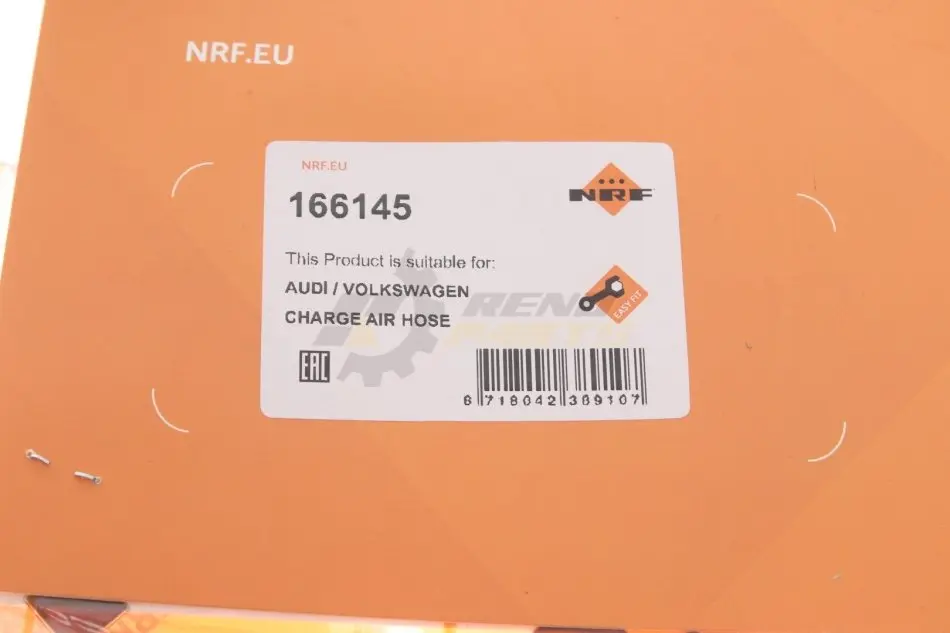 NRF.EU
NRF.EU
NRF
166145
This Product is suitable for:
AUDI / VOLKSWAGEN
CHARGE AIR HOSE
EASY FIT
EAC
8 718042 389107